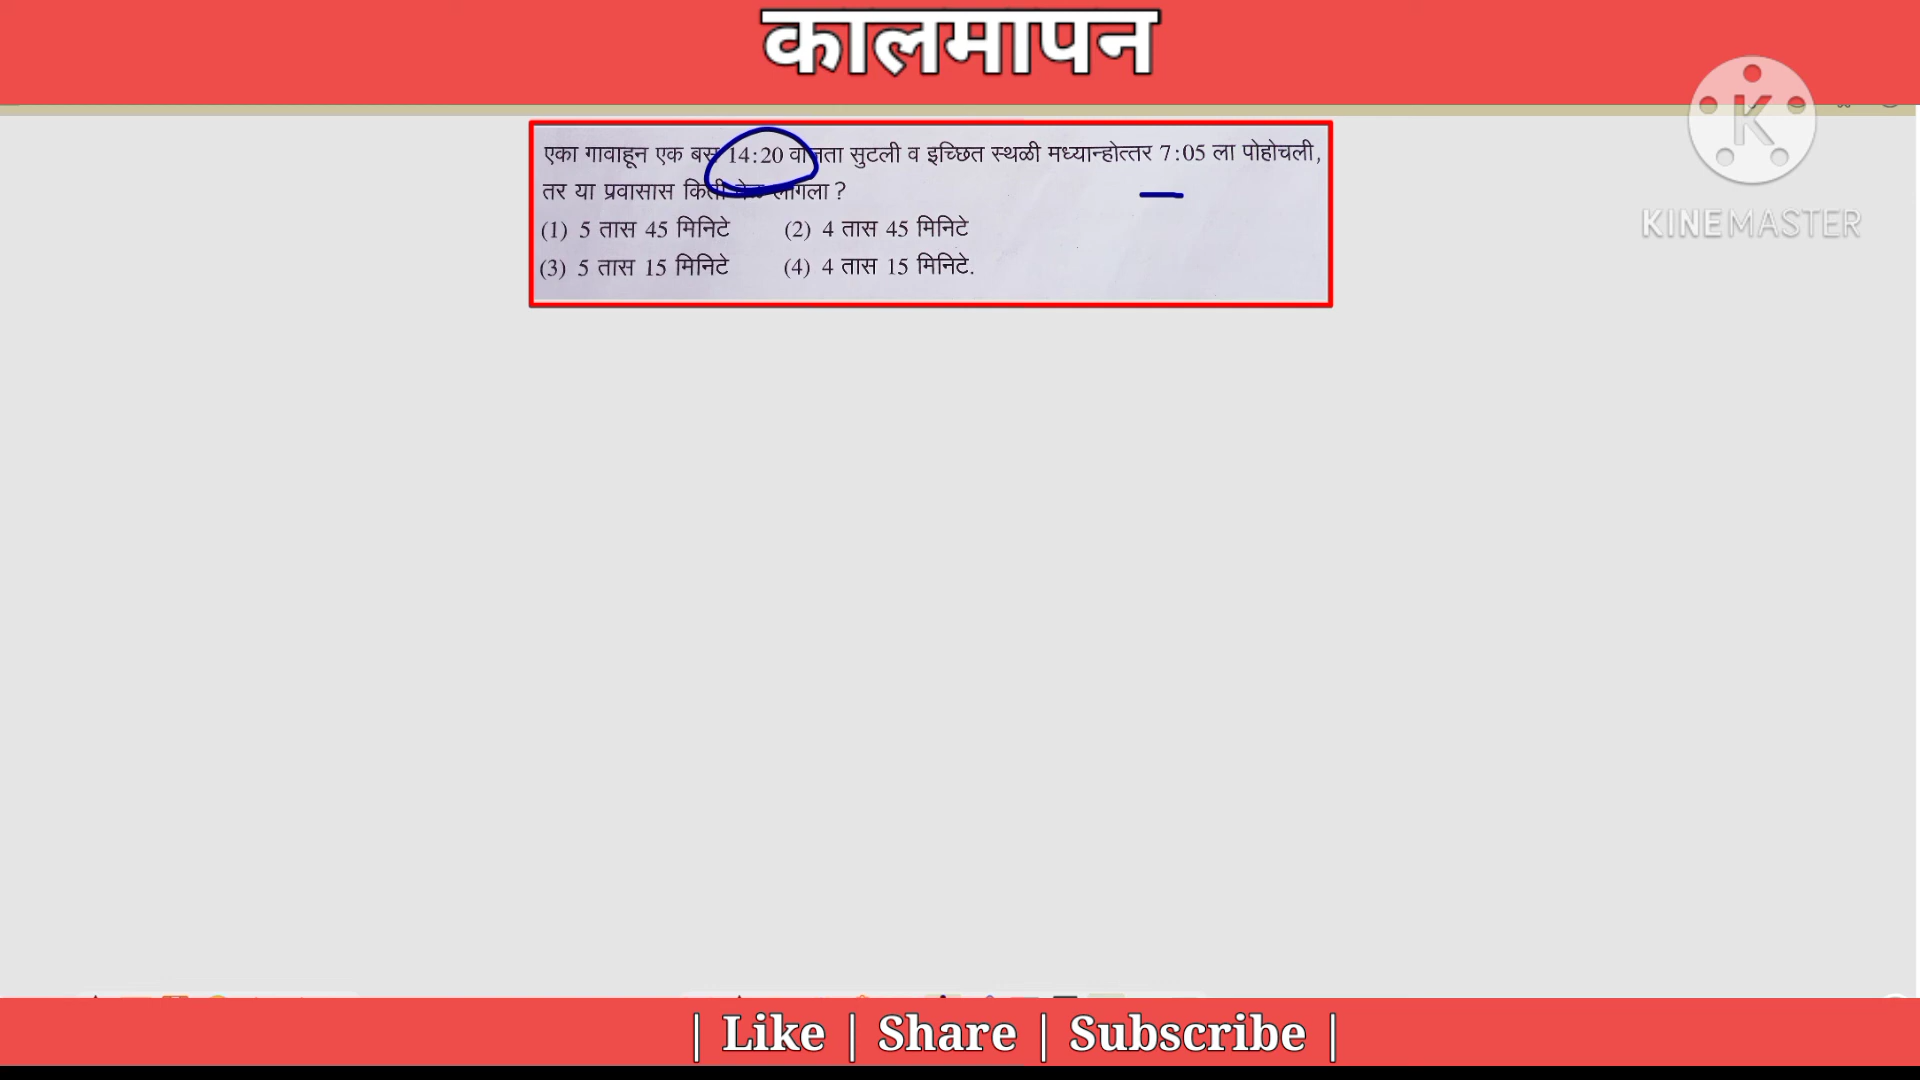 कालमापन
K
KINEMASTER
एका गावाहून एक बस 14:20 वाजता सुटली व इच्छित स्थळी मध्यान्होत्तर 7:05 ला पोहोचली,
तर या प्रवासास किती वेळ लागला ?
(1) 5 तास 45 मिनिटे (2) 4 तास 45 मिनिटे
(3) 5 तास 15 मिनिटे (4) 4 तास 15 मिनिटे.
| Like | Share | Subscribe |